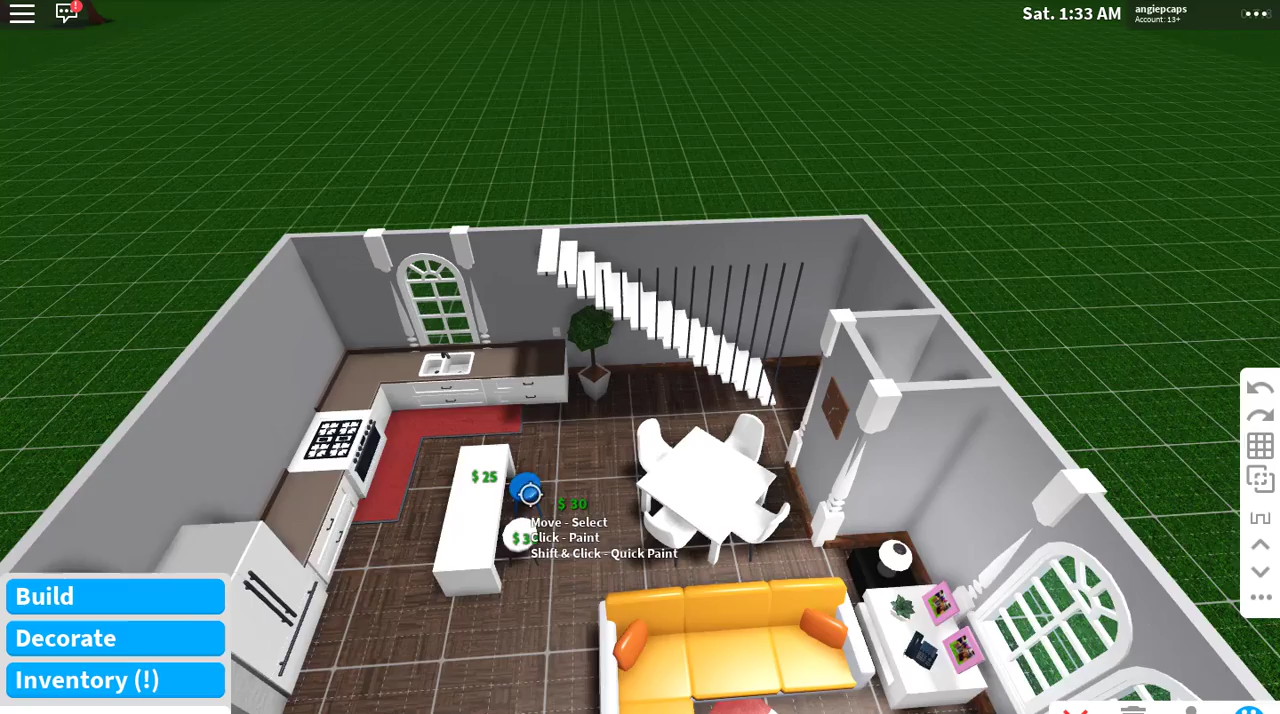 Sat. 1:33 AM
angiepcaps
Account: 13+
$ 25
$ 30
$ 3
Move - Select
Click - Paint
Shift & Click - Quick Paint
Build
Decorate
Inventory (!)